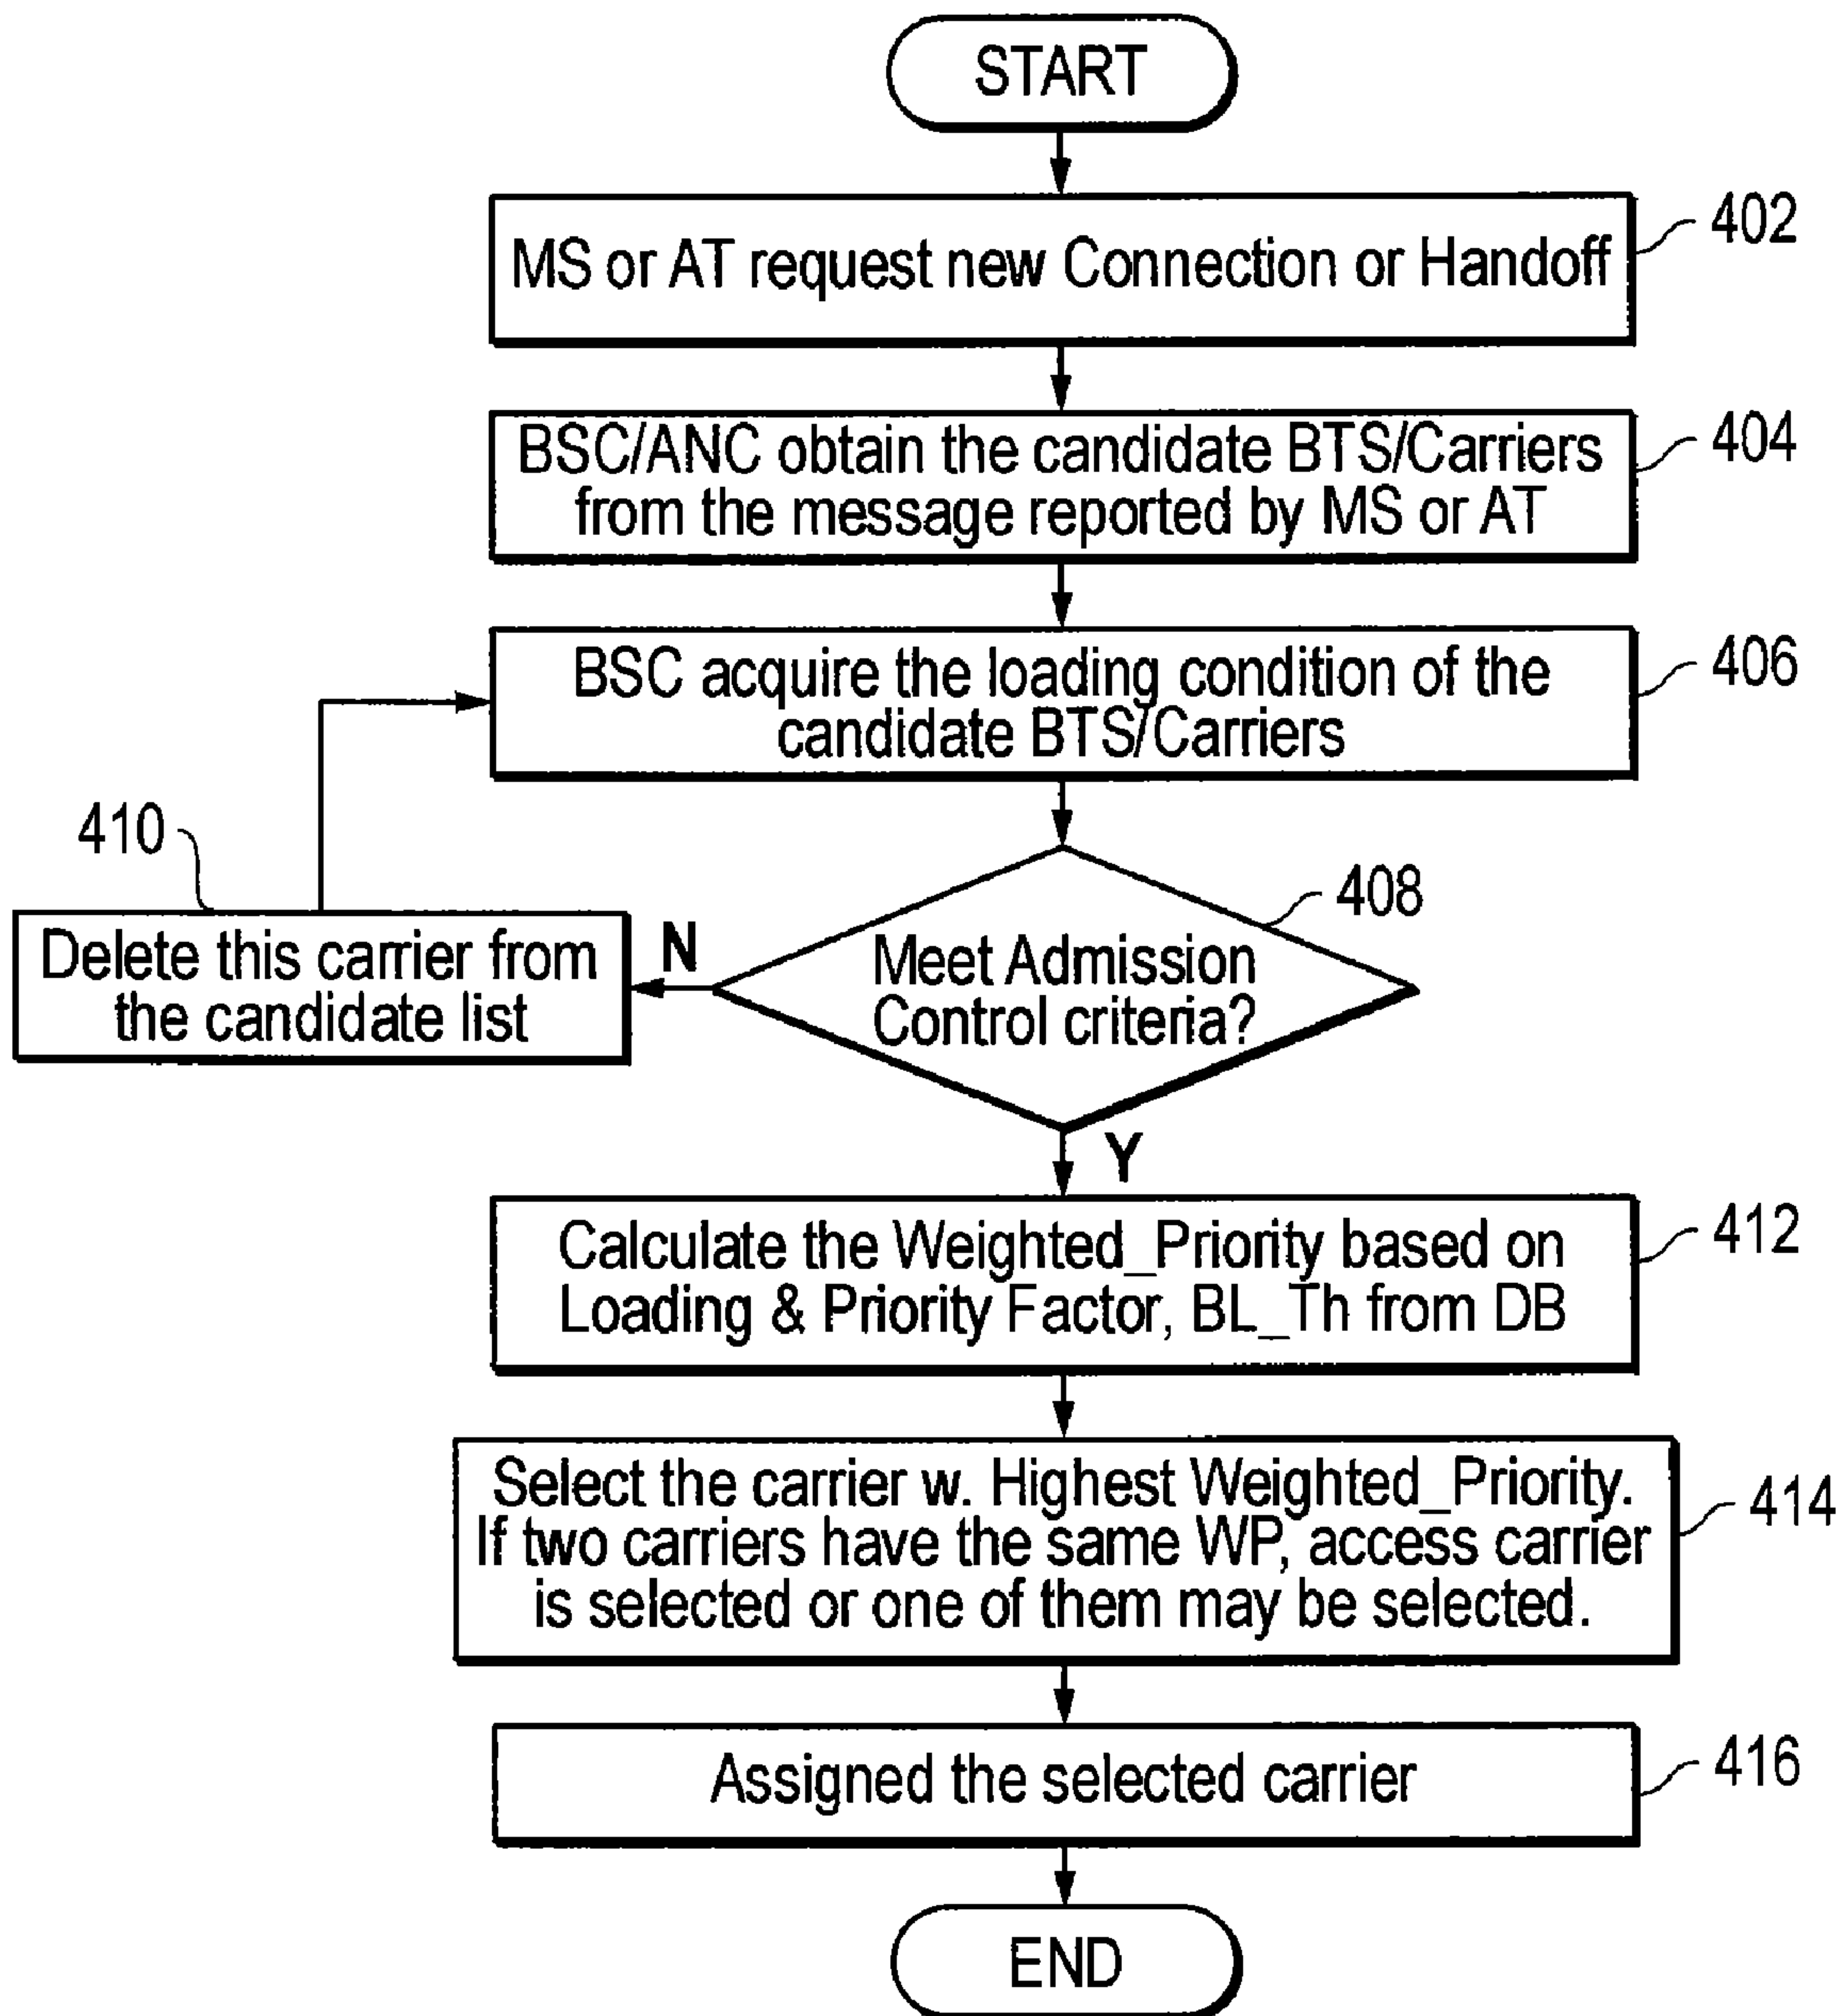 START
MS or AT request new Connection or Handoff
402
BSC/ANC obtain the candidate BTS/Carriers
from the message reported by MS or AT
404
BSC acquire the loading condition of the
candidate BTS/Carriers
406
410
Delete this carrier from
the candidate list
N
Meet Admission
Control criteria?
408
Y
Calculate the Weighted_Priority based on
Loading & Priority Factor, BL_Th from DB
412
Select the carrier w. Highest Weighted_Priority.
If two carriers have the same WP, access carrier
is selected or one of them may be selected.
414
Assigned the selected carrier
416
END